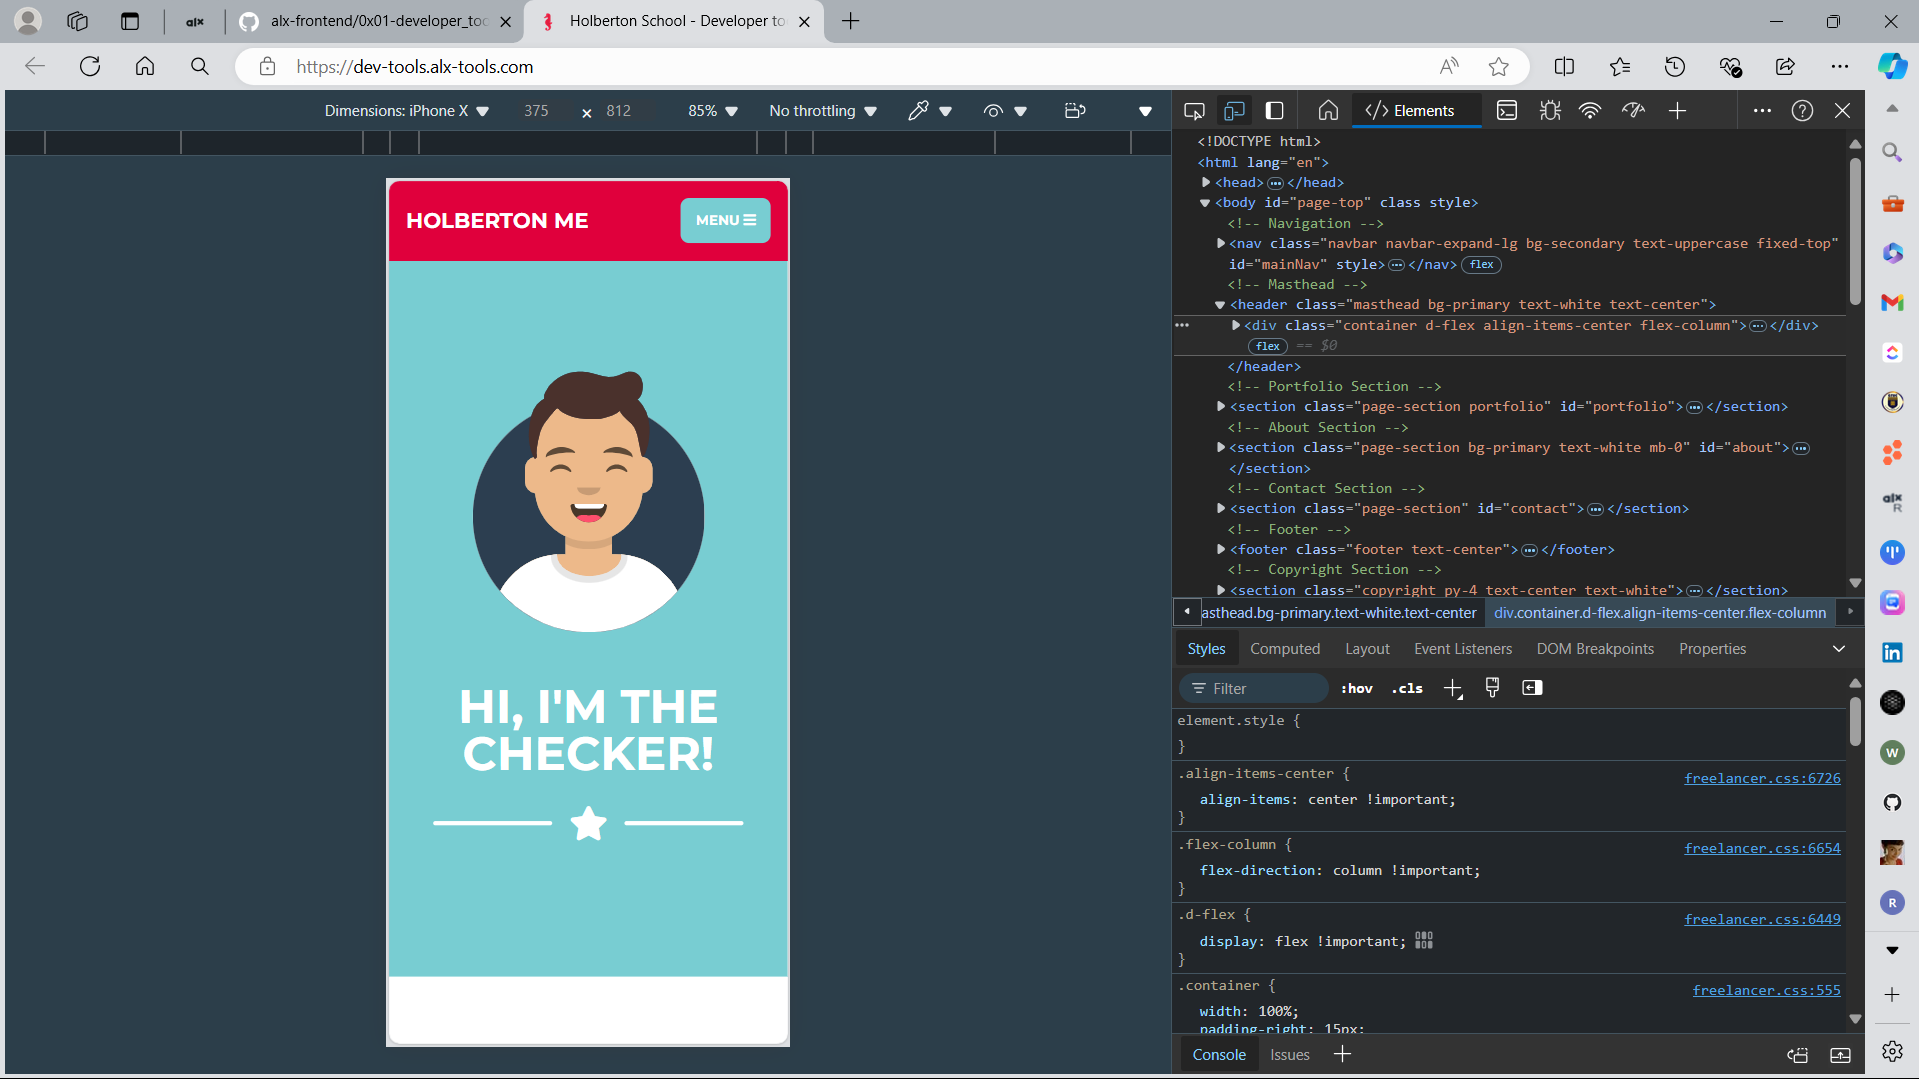 alx
alx-frontend/0x01-developer_too
Holberton School - Developer to
https://dev-tools.alx-tools.com
Dimensions: iPhone X
375
×
812
85%
No throttling
</> Elements
HOLBERTON ME
MENU
HI, I'M THE
CHECKER!
<!DOCTYPE html>
<html lang="en">
<head> ··· </head>
<body id="page-top" class style>
<!-- Navigation -->
<nav class="navbar navbar-expand-lg bg-secondary text-uppercase fixed-top"
id="mainNav" style> ··· </nav> flex
<!-- Masthead -->
<header class="masthead bg-primary text-white text-center">
··· <div class="container d-flex align-items-center flex-column"> ··· </div>
flex == $0
</header>
<!-- Portfolio Section -->
<section class="page-section portfolio" id="portfolio"> ··· </section>
<!-- About Section -->
<section class="page-section bg-primary text-white mb-0" id="about"> ···
</section>
<!-- Contact Section -->
<section class="page-section" id="contact"> ··· </section>
<!-- Footer -->
<footer class="footer text-center"> ··· </footer>
<!-- Copyright Section -->
<section class="copyright py-4 text-center text-white"> ··· </section>
asthead.bg-primary.text-white.text-center
div.container.d-flex.align-items-center.flex-column
Styles
Computed
Layout
Event Listeners
DOM Breakpoints
Properties
Filter
:hov
.cls
element.style {
}
.align-items-center {
freelancer.css:6726
align-items: center !important;
}
.flex-column {
freelancer.css:6654
flex-direction: column !important;
}
.d-flex {
freelancer.css:6449
display: flex !important;
}
.container {
freelancer.css:555
width: 100%;
padding-right: 15px;
Console
Issues
alx
R
W
R